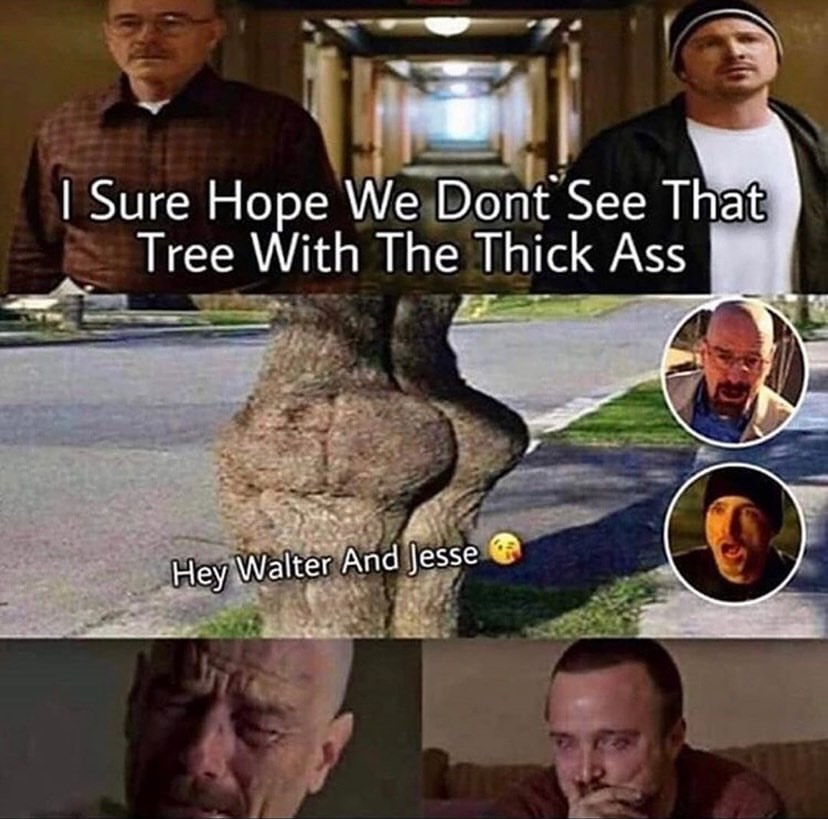 I Sure Hope We Dont See That
Tree With The Thick Ass
Hey Walter And Jesse 😘